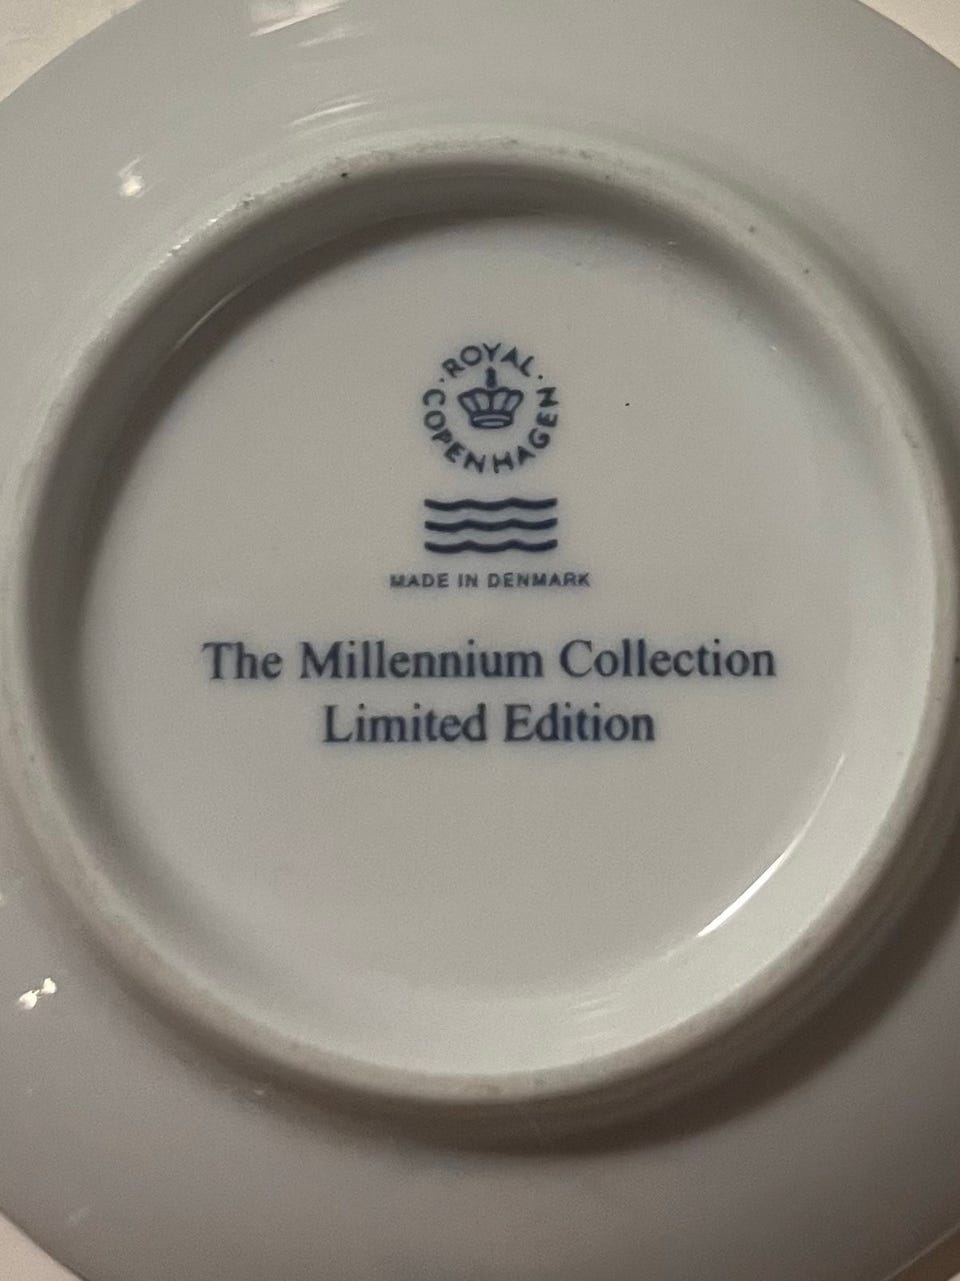 ROYAL
COPENHAGEN
MADE IN DENMARK
The Millennium Collection
Limited Edition